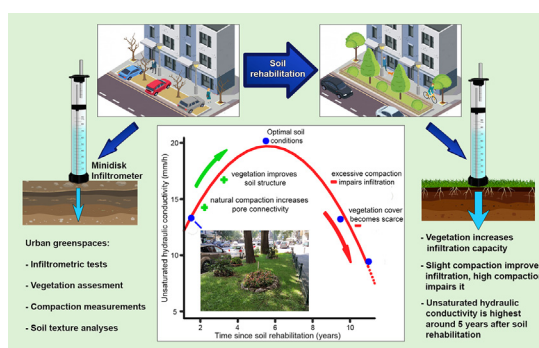 Soil
rehabilitation
Minidisk
Infiltrometer
Urban greenspaces:
- Infiltrometric tests
- Vegetation assesment
- Compaction measurements
- Soil texture analyses
Unsaturated hydraulic conductivity (mm/h)
20
15
10
5
Optimal soil
conditions
vegetation improves
soil structure
natural compaction increases
pore connectivity
excessive compaction
impairs infiltration
vegetation cover
becomes scarce
2
4
6
8
10
Time since soil rehabilitation (years)
- Vegetation increases
infiltration capacity
- Slight compaction improve
infiltration, high compactio
impairs it
- Unsaturated hydraulic
conductivity is highest
around 5 years after soil
rehabilitation